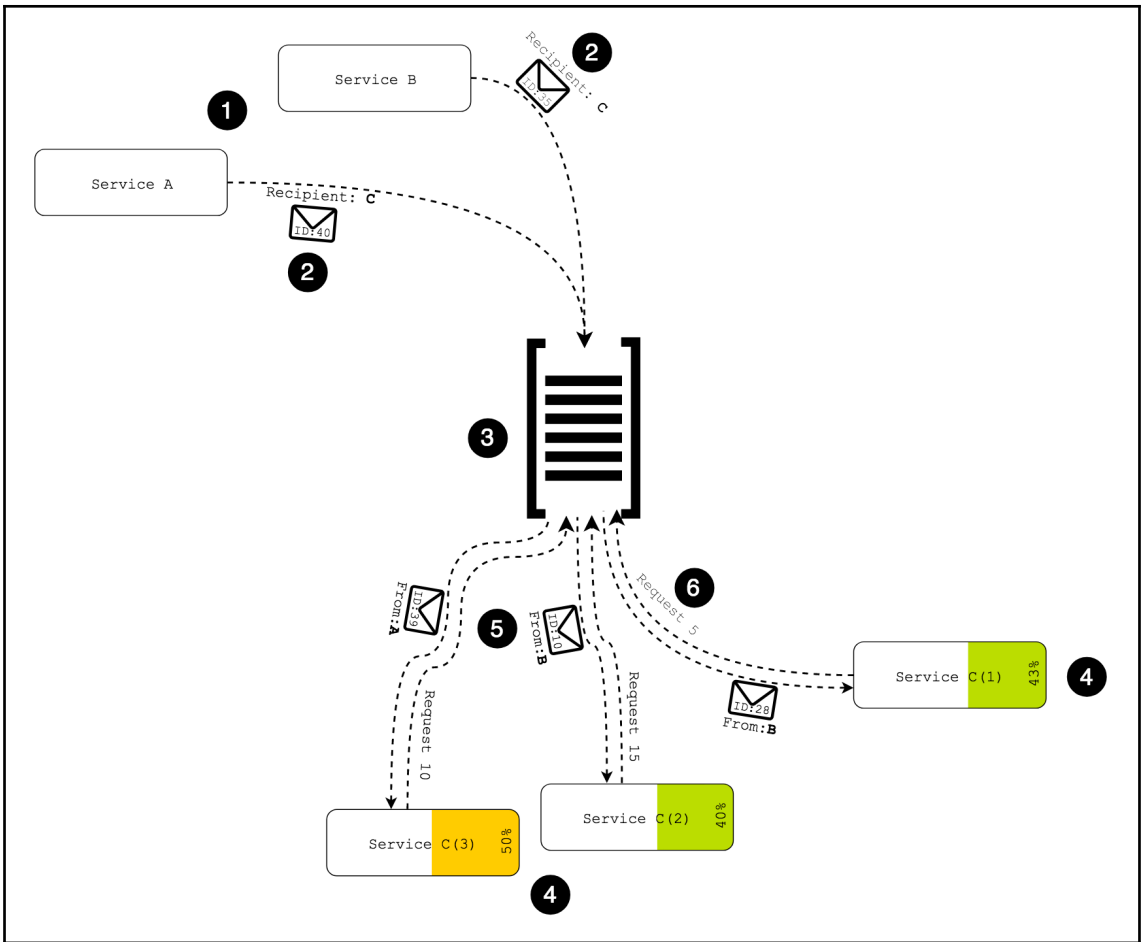 Service B
Recipient: C
ID:35
2
1
Service A
Recipient: C
ID:40
2
3
From:A
ID:39
5
From:B
ID:10
6
Request 5
Service C(1)
43%
4
ID:28
From:B
Request 10
Request 15
Service C(2)
40%
Service C(3)
50%
4